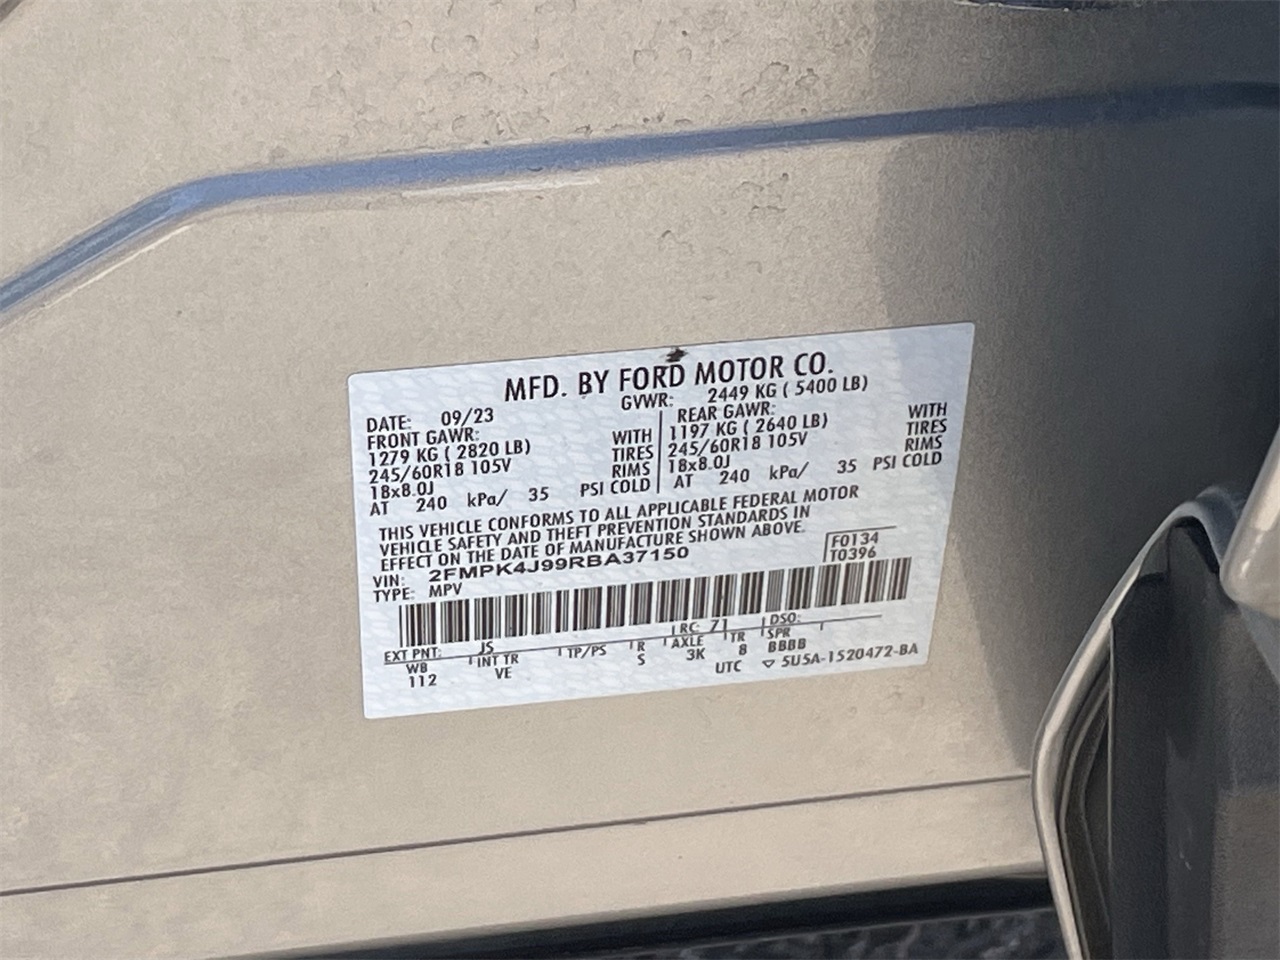 MFD. BY FORD MOTOR CO.
DATE: 09/23 GVWR: 2449 KG ( 5400 LB)
FRONT GAWR: REAR GAWR:
1279 KG ( 2820 LB) WITH 1197 KG ( 2640 LB) WITH
245/60R18 105V TIRES 245/60R18 105V TIRES
18x8.0J RIMS 18x8.0J RIMS
AT 240 kPa/ 35 PSI COLD AT 240 kPa/ 35 PSI COLD
THIS VEHICLE CONFORMS TO ALL APPLICABLE FEDERAL MOTOR
VEHICLE SAFETY AND THEFT PREVENTION STANDARDS IN
EFFECT ON THE DATE OF MANUFACTURE SHOWN ABOVE.
VIN: 2FMPK4J99RBA37150 F0134
TYPE: MPV T0396
EXT PNT: JS RC: 71 DSO:
WB INT TR TP/PS R AXLE TR SPR
112 VE S 3K 8 BBBB
UTC ▽ 5U5A-1520472-BA